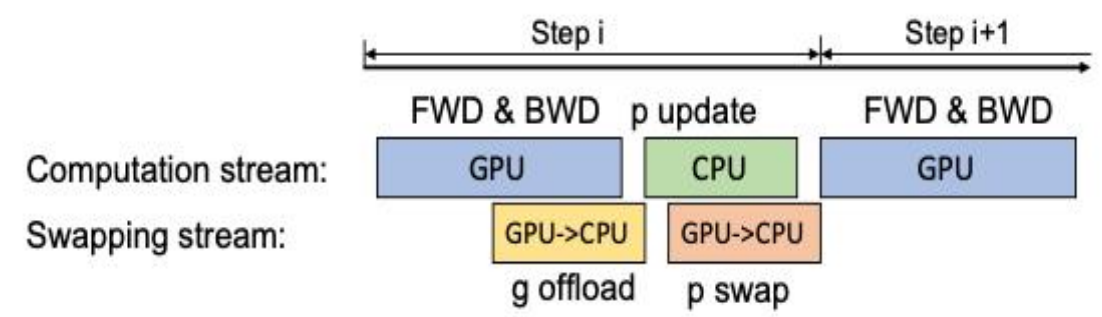 Step i Step i+1
FWD & BWD p update FWD & BWD
Computation stream: GPU CPU GPU
Swapping stream: GPU->CPU GPU->CPU
g offload p swap